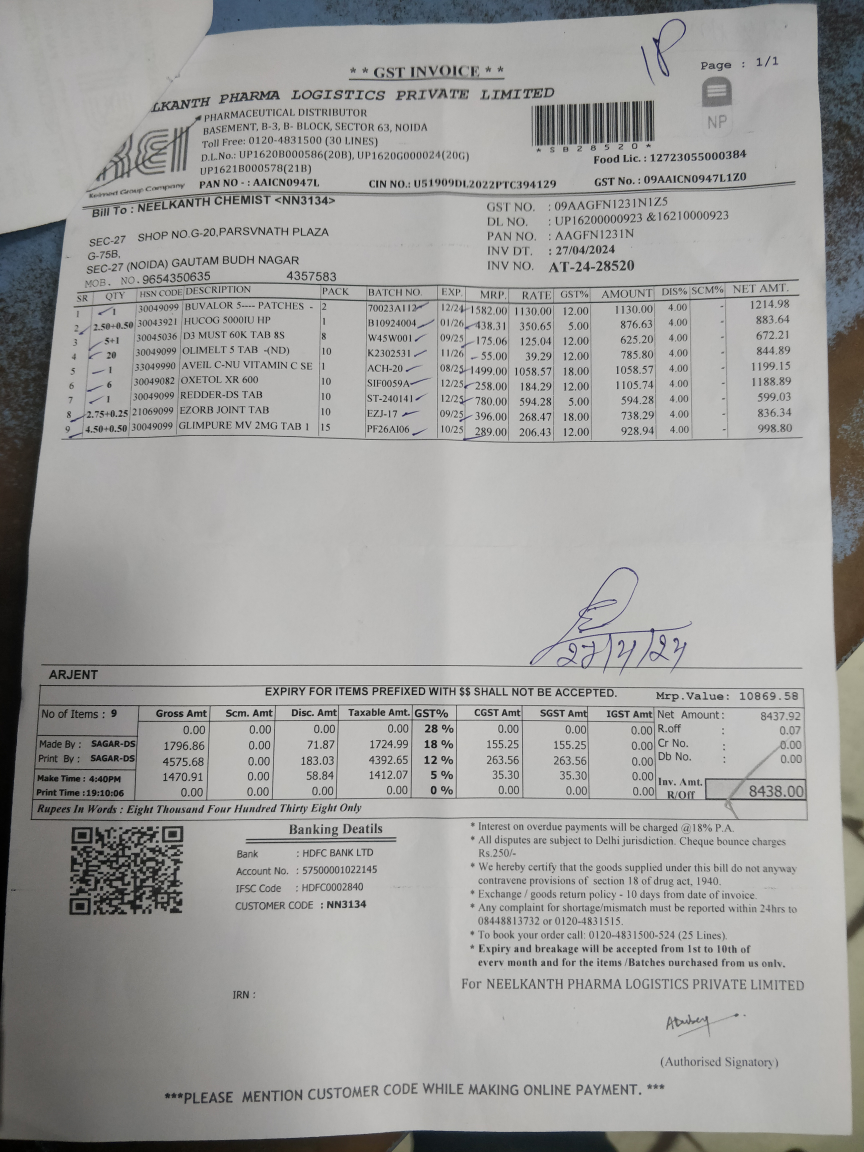 18
** GST INVOICE **
Page : 1/1
ELKANTH PHARMA LOGISTICS PRIVATE LIMITED
PHARMACEUTICAL DISTRIBUTOR
BASEMENT, B-3, B- BLOCK, SECTOR 63, NOIDA
Toll Free: 0120-4831500 (30 LINES)
D.L.No.: UP1620B000586(20B), UP1620G000024(20G)
UP1621B000578(21B)
PAN NO - : AAICN0947L
CIN NO.: U51909DL2022PTC394129
*SB28520*
NP
Food Lic. : 12723055000384
GST No. : 09AAICN0947L1Z0
Keimed Group Company
Bill To : NEELKANTH CHEMIST <NN3134>
SEC-27 SHOP NO.G-20,PARSVNATH PLAZA
G-75B,
SEC-27 (NOIDA) GAUTAM BUDH NAGAR
MOB. NO. 9654350635 4357583
GST NO. : 09AAGFN1231N1Z5
DL NO. : UP16200000923 &16210000923
PAN NO. : AAGFN1231N
INV DT. : 27/04/2024
INV NO. AT-24-28520
SR QTY HSN CODE DESCRIPTION PACK BATCH NO. EXP. MRP. RATE GST% AMOUNT DIS% SCM% NET AMT.
1 1 30049099 BUVALOR 5---- PATCHES - 2 70023A112 12/24 1582.00 1130.00 12.00 1130.00 4.00 - 1214.98
2 2.50+0.50 30043921 HUCOG 5000IU HP 1 B10924004 01/26 438.31 350.65 5.00 876.63 4.00 - 883.64
3 5+1 30045036 D3 MUST 60K TAB 8S 8 W45W001 09/25 175.06 125.04 12.00 625.20 4.00 - 672.21
4 20 30049099 OLIMELT 5 TAB -(ND) 10 K2302531 11/26 55.00 39.29 12.00 785.80 4.00 - 844.89
5 1 33049990 AVEIL C-NU VITAMIN C SE 1 ACH-20 08/25 1499.00 1058.57 18.00 1058.57 4.00 - 1199.15
6 6 30049082 OXETOL XR 600 10 SIF0059A 12/25 258.00 184.29 12.00 1105.74 4.00 - 1188.89
7 1 30049099 REDDER-DS TAB 10 ST-240141 12/25 780.00 594.28 5.00 594.28 4.00 - 599.03
8 2.75+0.25 21069099 EZORB JOINT TAB 10 EZJ-17 09/25 396.00 268.47 18.00 738.29 4.00 - 836.34
9 4.50+0.50 30049099 GLIMPURE MV 2MG TAB 1 15 PF26AI06 10/25 289.00 206.43 12.00 928.94 4.00 - 998.80
27/4/24
ARJENT
EXPIRY FOR ITEMS PREFIXED WITH $$ SHALL NOT BE ACCEPTED.
Mrp.Value: 10869.58
No of Items : 9
Gross Amt Scm. Amt Disc. Amt Taxable Amt. GST% CGST Amt SGST Amt IGST Amt
0.00 0.00 0.00 0.00 28 % 0.00 0.00 0.00
1796.86 0.00 71.87 1724.99 18 % 155.25 155.25 0.00
4575.68 0.00 183.03 4392.65 12 % 263.56 263.56 0.00
1470.91 0.00 58.84 1412.07 5 % 35.30 35.30 0.00
0.00 0.00 0.00 0.00 0 % 0.00 0.00 0.00
Made By : SAGAR-DS
Print By : SAGAR-DS
Make Time : 4:40PM
Print Time :19:10:06
Net Amount: 8437.92
R.off : 0.07
Cr No. : 0.00
Db No. : 0.00
Inv. Amt. R/Off 8438.00
Rupees In Words : Eight Thousand Four Hundred Thirty Eight Only
Banking Deatils
Bank : HDFC BANK LTD
Account No. : 57500001022145
IFSC Code : HDFC0002840
CUSTOMER CODE : NN3134
* Interest on overdue payments will be charged @18% P.A.
* All disputes are subject to Delhi jurisdiction. Cheque bounce charges
Rs.250/-
* We hereby certify that the goods supplied under this bill do not anyway
contravene provisions of section 18 of drug act, 1940.
* Exchange / goods return policy - 10 days from date of invoice.
* Any complaint for shortage/mismatch must be reported within 24hrs to
08448813732 or 0120-4831515.
* To book your order call: 0120-4831500-524 (25 Lines).
* Expiry and breakage will be accepted from 1st to 10th of
every month and for the items /Batches purchased from us only.
IRN :
For NEELKANTH PHARMA LOGISTICS PRIVATE LIMITED
(Authorised Signatory)
***PLEASE MENTION CUSTOMER CODE WHILE MAKING ONLINE PAYMENT. ***